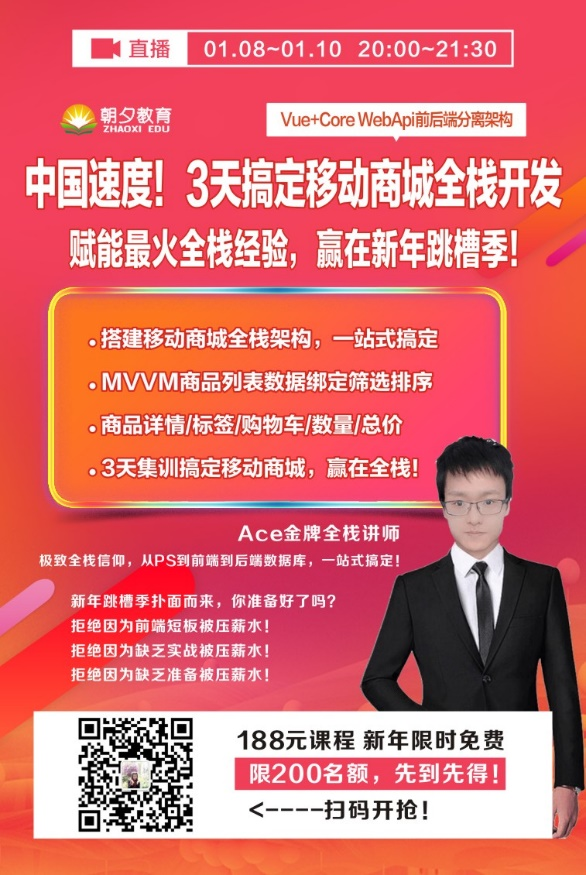 直播 01.08~01.10 20:00~21:30
朝夕教育
ZHAOXI EDU
Vue+Core WebApi前后端分离架构
中国速度！3天搞定移动商城全栈开发
赋能最火全栈经验，赢在新年跳槽季！
•搭建移动商城全栈架构，一站式搞定
•MVVM商品列表数据绑定筛选排序
•商品详情/标签/购物车/数量/总价
•3天集训搞定移动商城，赢在全栈！
Ace金牌全栈讲师
极致全栈信仰，从PS到前端到后端数据库，一站式搞定！
新年跳槽季扑面而来，你准备好了吗？
拒绝因为前端短板被压薪水！
拒绝因为缺乏实战被压薪水！
拒绝因为缺乏准备被压薪水！
188元课程 新年限时免费
限200名额，先到先得！
<----扫码开抢！